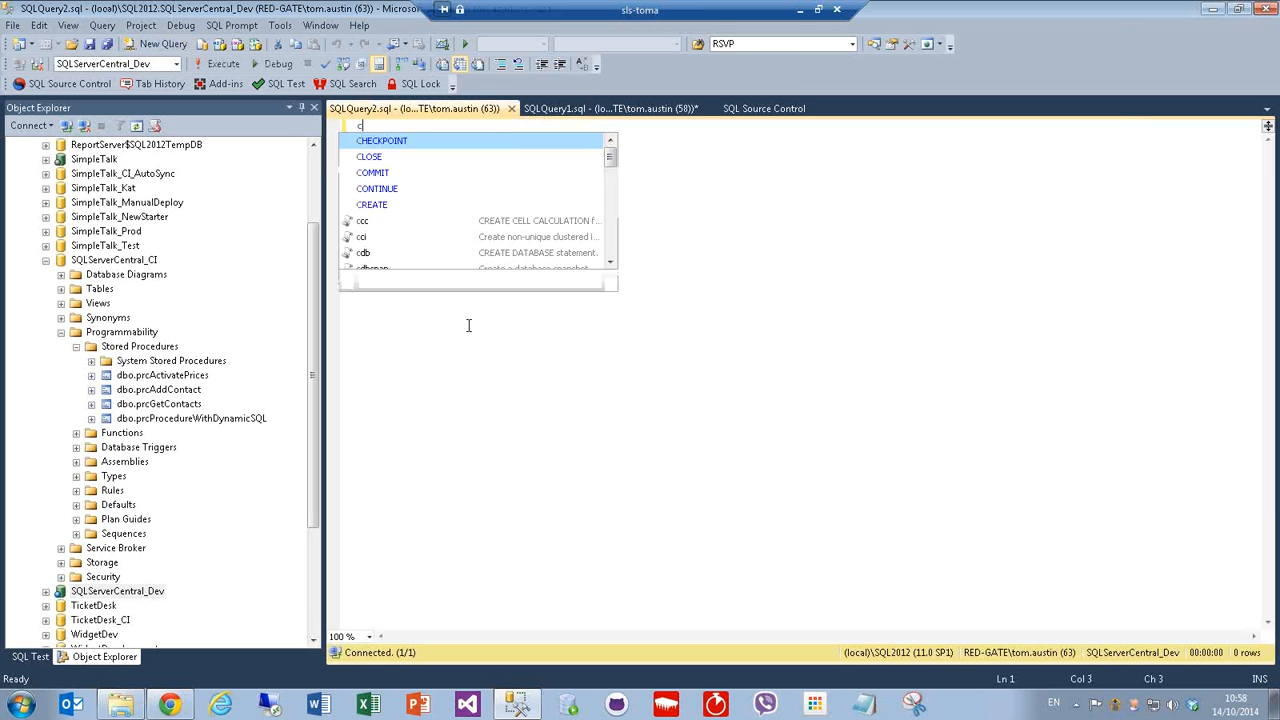 SQLQuery2.sql - (local)\SQL2012.SQLServerCentral_Dev (RED-GATE\tom.austin (63))
sls-toma
File Edit View Query Project Debug SQL Prompt Tools Window Help
New Query RSVP
SQLServerCentral_Dev Execute Debug
SQL Source Control Tab History Add-ins SQL Test SQL Search SQL Lock
Object Explorer
SQLQuery2.sql - (lo...TE\tom.austin (63)) SQLQuery1.sql - (lo...TE\tom.austin (58))* SQL Source Control
Connect
c
ReportServer$SQL2012TempDB
SimpleTalk
SimpleTalk_CI_AutoSync
SimpleTalk_Kat
SimpleTalk_ManualDeploy
SimpleTalk_NewStarter
SimpleTalk_Prod
SimpleTalk_Test
SQLServerCentral_CI
Database Diagrams
Tables
Views
Synonyms
Programmability
Stored Procedures
System Stored Procedures
dbo.prcActivatePrices
dbo.prcAddContact
dbo.prcGetContacts
dbo.prcProcedureWithDynamicSQL
Functions
Database Triggers
Assemblies
Types
Rules
Defaults
Plan Guides
Sequences
Service Broker
Storage
Security
SQLServerCentral_Dev
TicketDesk
TicketDesk_CI
WidgetDev
CHECKPOINT
CLOSE
COMMIT
CONTINUE
CREATE
ccc CREATE CELL CALCULATION f...
cci Create non-unique clustered i...
cdb CREATE DATABASE statement.
cdbsnap Create a database snapshot
100 %
SQL Test Object Explorer
Connected. (1/1) (local)\SQL2012 (11.0 SP1) RED-GATE\tom.austin (63) SQLServerCentral_Dev 00:00:00 0 rows
Ready Ln 1 Col 3 Ch 3 INS
EN 10:58
14/10/2014